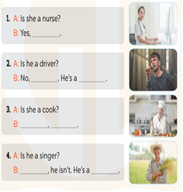 1. A: Is she a nurse?
B: Yes, ________.
2. A: Is he a driver?
B: No, ________. He's a ________.
3. A: Is she a cook?
B: ________, ________.
4. A: Is he a singer?
B: ________, he isn't. He's a ________.